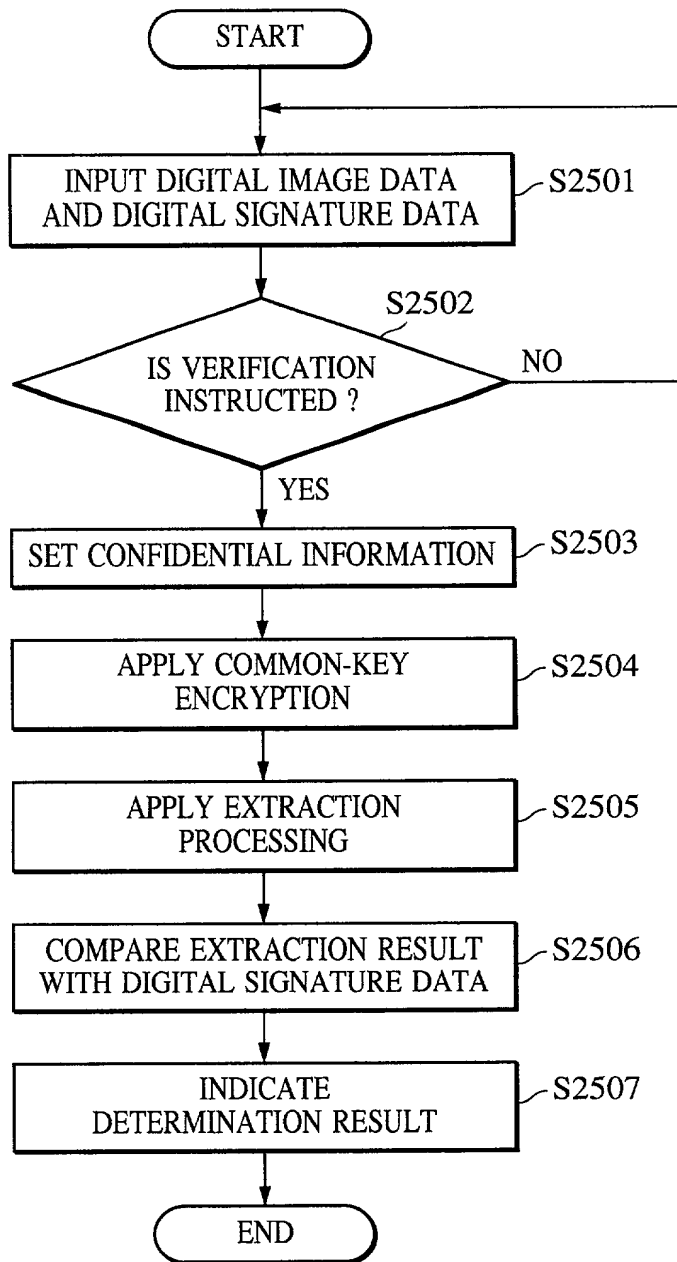 START
INPUT DIGITAL IMAGE DATA
AND DIGITAL SIGNATURE DATA
S2501
S2502
IS VERIFICATION
INSTRUCTED ?
NO
YES
SET CONFIDENTIAL INFORMATION
S2503
APPLY COMMON-KEY
ENCRYPTION
S2504
APPLY EXTRACTION
PROCESSING
S2505
COMPARE EXTRACTION RESULT
WITH DIGITAL SIGNATURE DATA
S2506
INDICATE
DETERMINATION RESULT
S2507
END